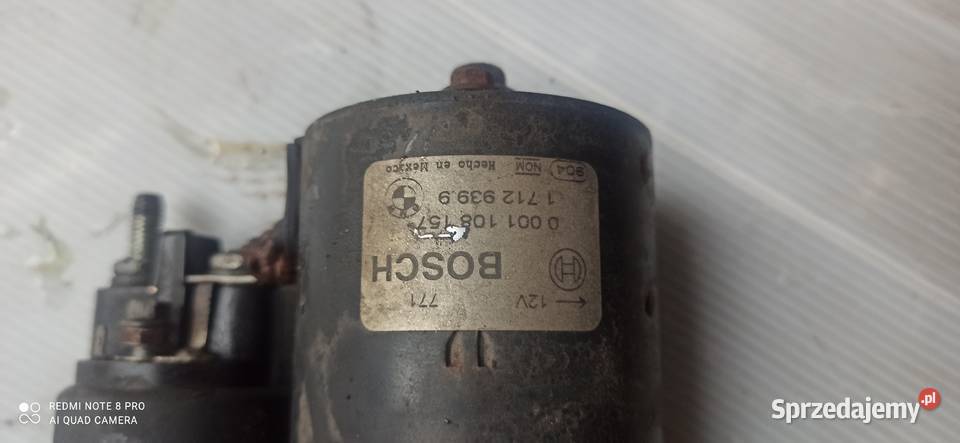 12V 771
BOSCH
0 001 108 157
1 712 939.9
904 NOM Hecho en Mexico
REDMI NOTE 8 PRO
AI QUAD CAMERA
Sprzedajemy.pl